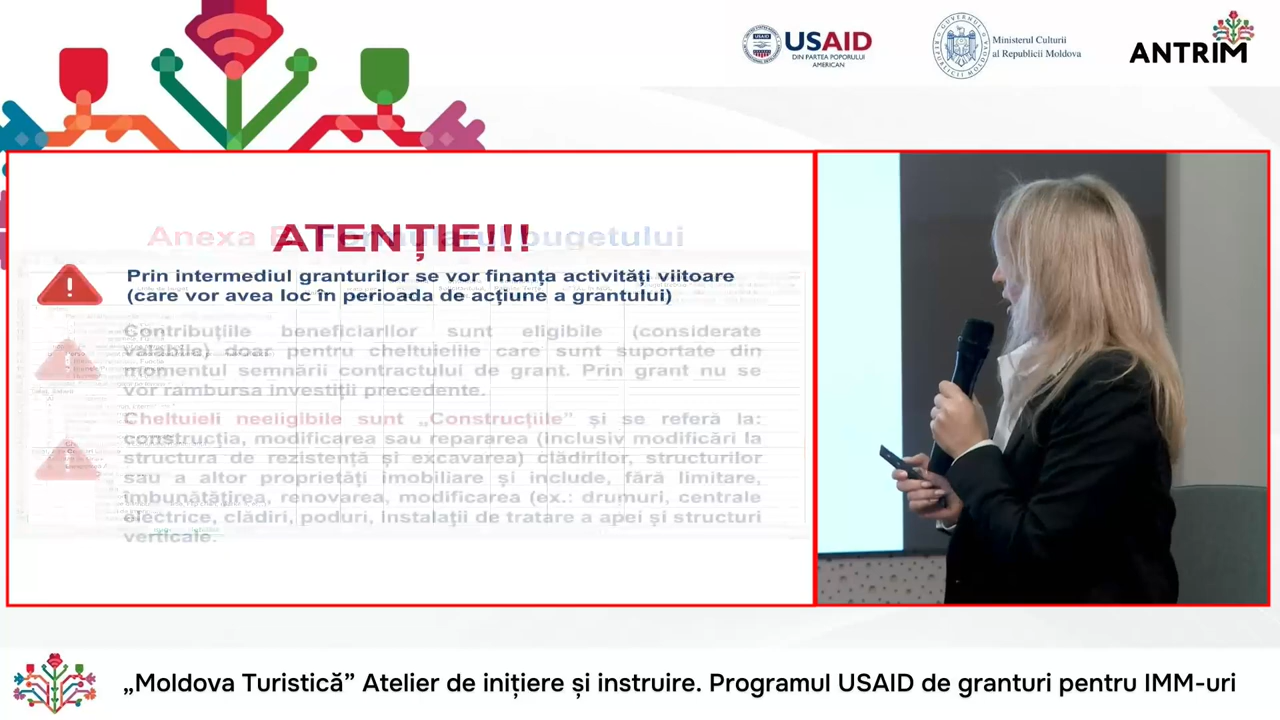 USAID
DIN PARTEA POPORULUI
AMERICAN
Ministerul Culturii
al Republicii Moldova
ANTRIM
Anexa
bugetului
ATENȚIE!!!
Prin intermediul granturilor se vor finanța activități viitoare
(care vor avea loc în perioada de acțiune a grantului)
Contribuțiile beneficiarilor sunt eligibile (considerate
valabile) doar pentru cheltuielile care sunt suportate din
momentul semnării contractului de grant. Prin grant nu se
vor rambursa investiții precedente.
Cheltuieli neeligibile sunt „Construcțiile” și se referă la:
construcția, modificarea sau repararea (inclusiv modificări la
structura de rezistență și excavarea) clădirilor, structurilor
sau a altor proprietăți imobiliare și include, fără limitare,
îmbunătățirea, renovarea, modificarea (ex.: drumuri, centrale
electrice, clădiri, poduri, Instalații de tratare a apei și structuri
verticale.
„Moldova Turistică” Atelier de inițiere și instruire. Programul USAID de granturi pentru IMM-uri